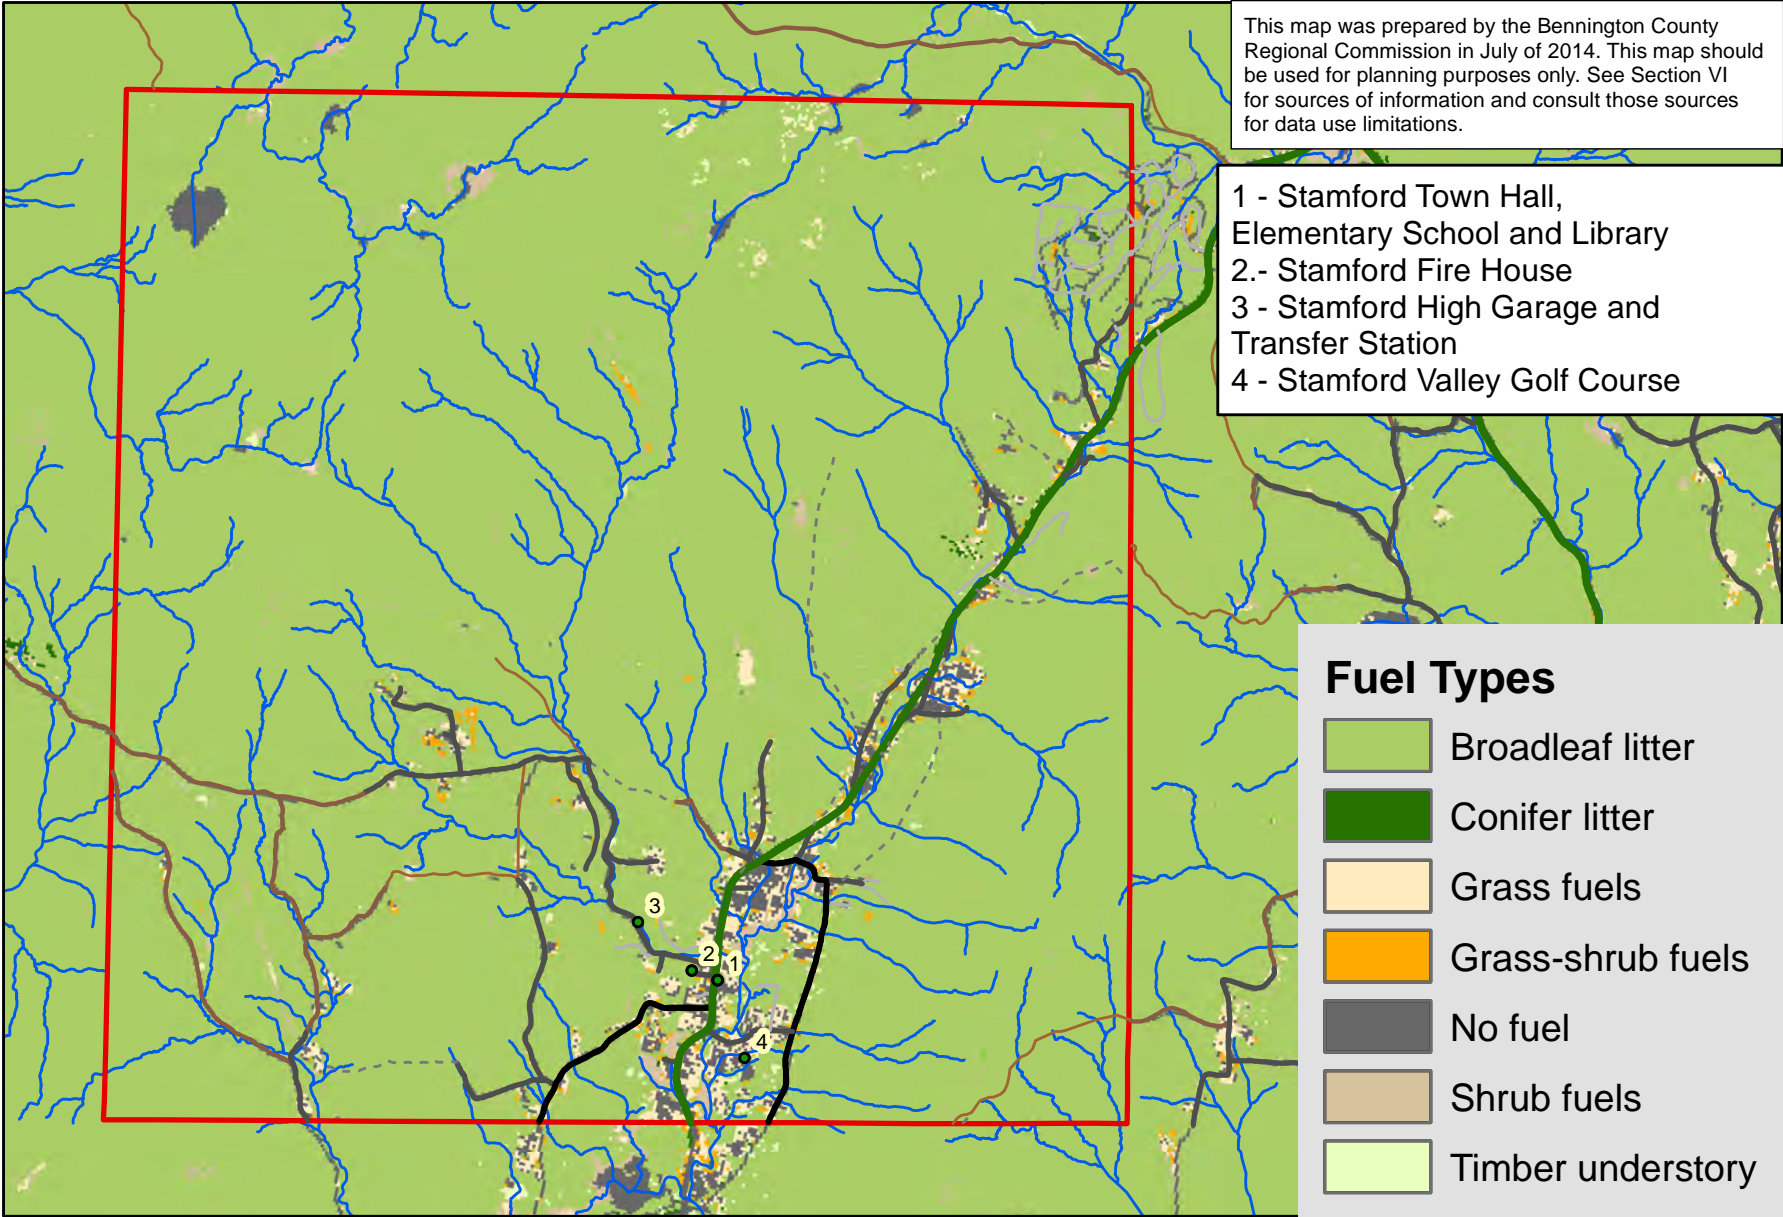 This map was prepared by the Bennington County
Regional Commission in July of 2014. This map should
be used for planning purposes only. See Section VI
for sources of information and consult those sources
for data use limitations.
1 - Stamford Town Hall,
Elementary School and Library
2.- Stamford Fire House
3 - Stamford High Garage and
Transfer Station
4 - Stamford Valley Golf Course
3
2
1
4
Fuel Types
Broadleaf litter
Conifer litter
Grass fuels
Grass-shrub fuels
No fuel
Shrub fuels
Timber understory